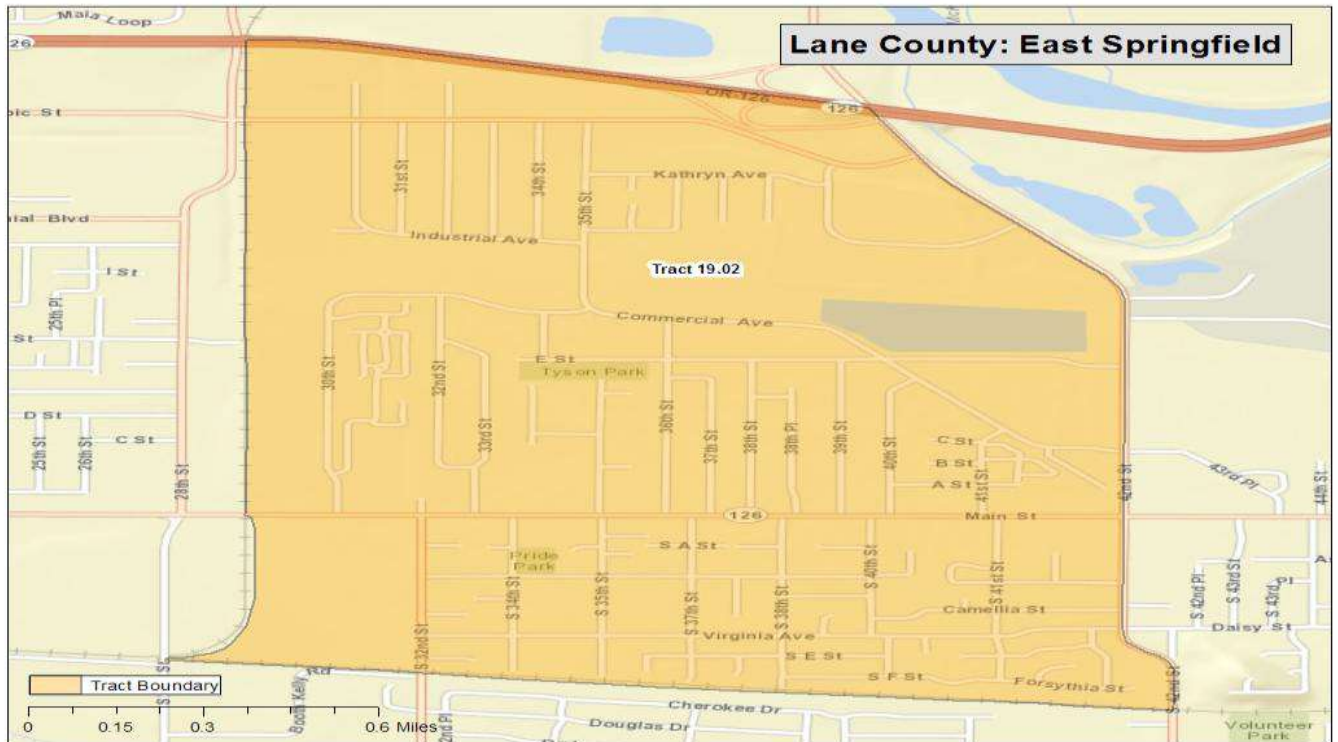 Maia Loop
McK
26
Lane County: East Springfield
OR-126
126
pic St
31st St
34th St
35th St
Kathryn Ave
nial Blvd
Industrial Ave
Tract 19.02
I St
25th Pl
St
Commercial Ave
E St
Tyson Park
30th St
32nd St
33rd St
36th St
37th St
38th St
38th Pl
39th St
40th St
D St
C St
25th St
26th St
28th St
C St
B St
A St
41st St
42nd St
43rd Pl
44th St
126
Main St
S A St
Pride
Park
S 34th St
S 35th St
S 37th St
S 38th St
S 40th St
S 41st St
Camellia St
S 42nd Pl
S 43rd St
S 43rd Pl
A
Daisy St
Virginia Ave
S 32nd St
S E St
S F St
Forsythia St
S 42nd St
Rd
Tract Boundary
Booth Kelly
Cherokee Dr
Douglas Dr
2nd Pl
Volunteer
Park
0 0.15 0.3 0.6 Miles